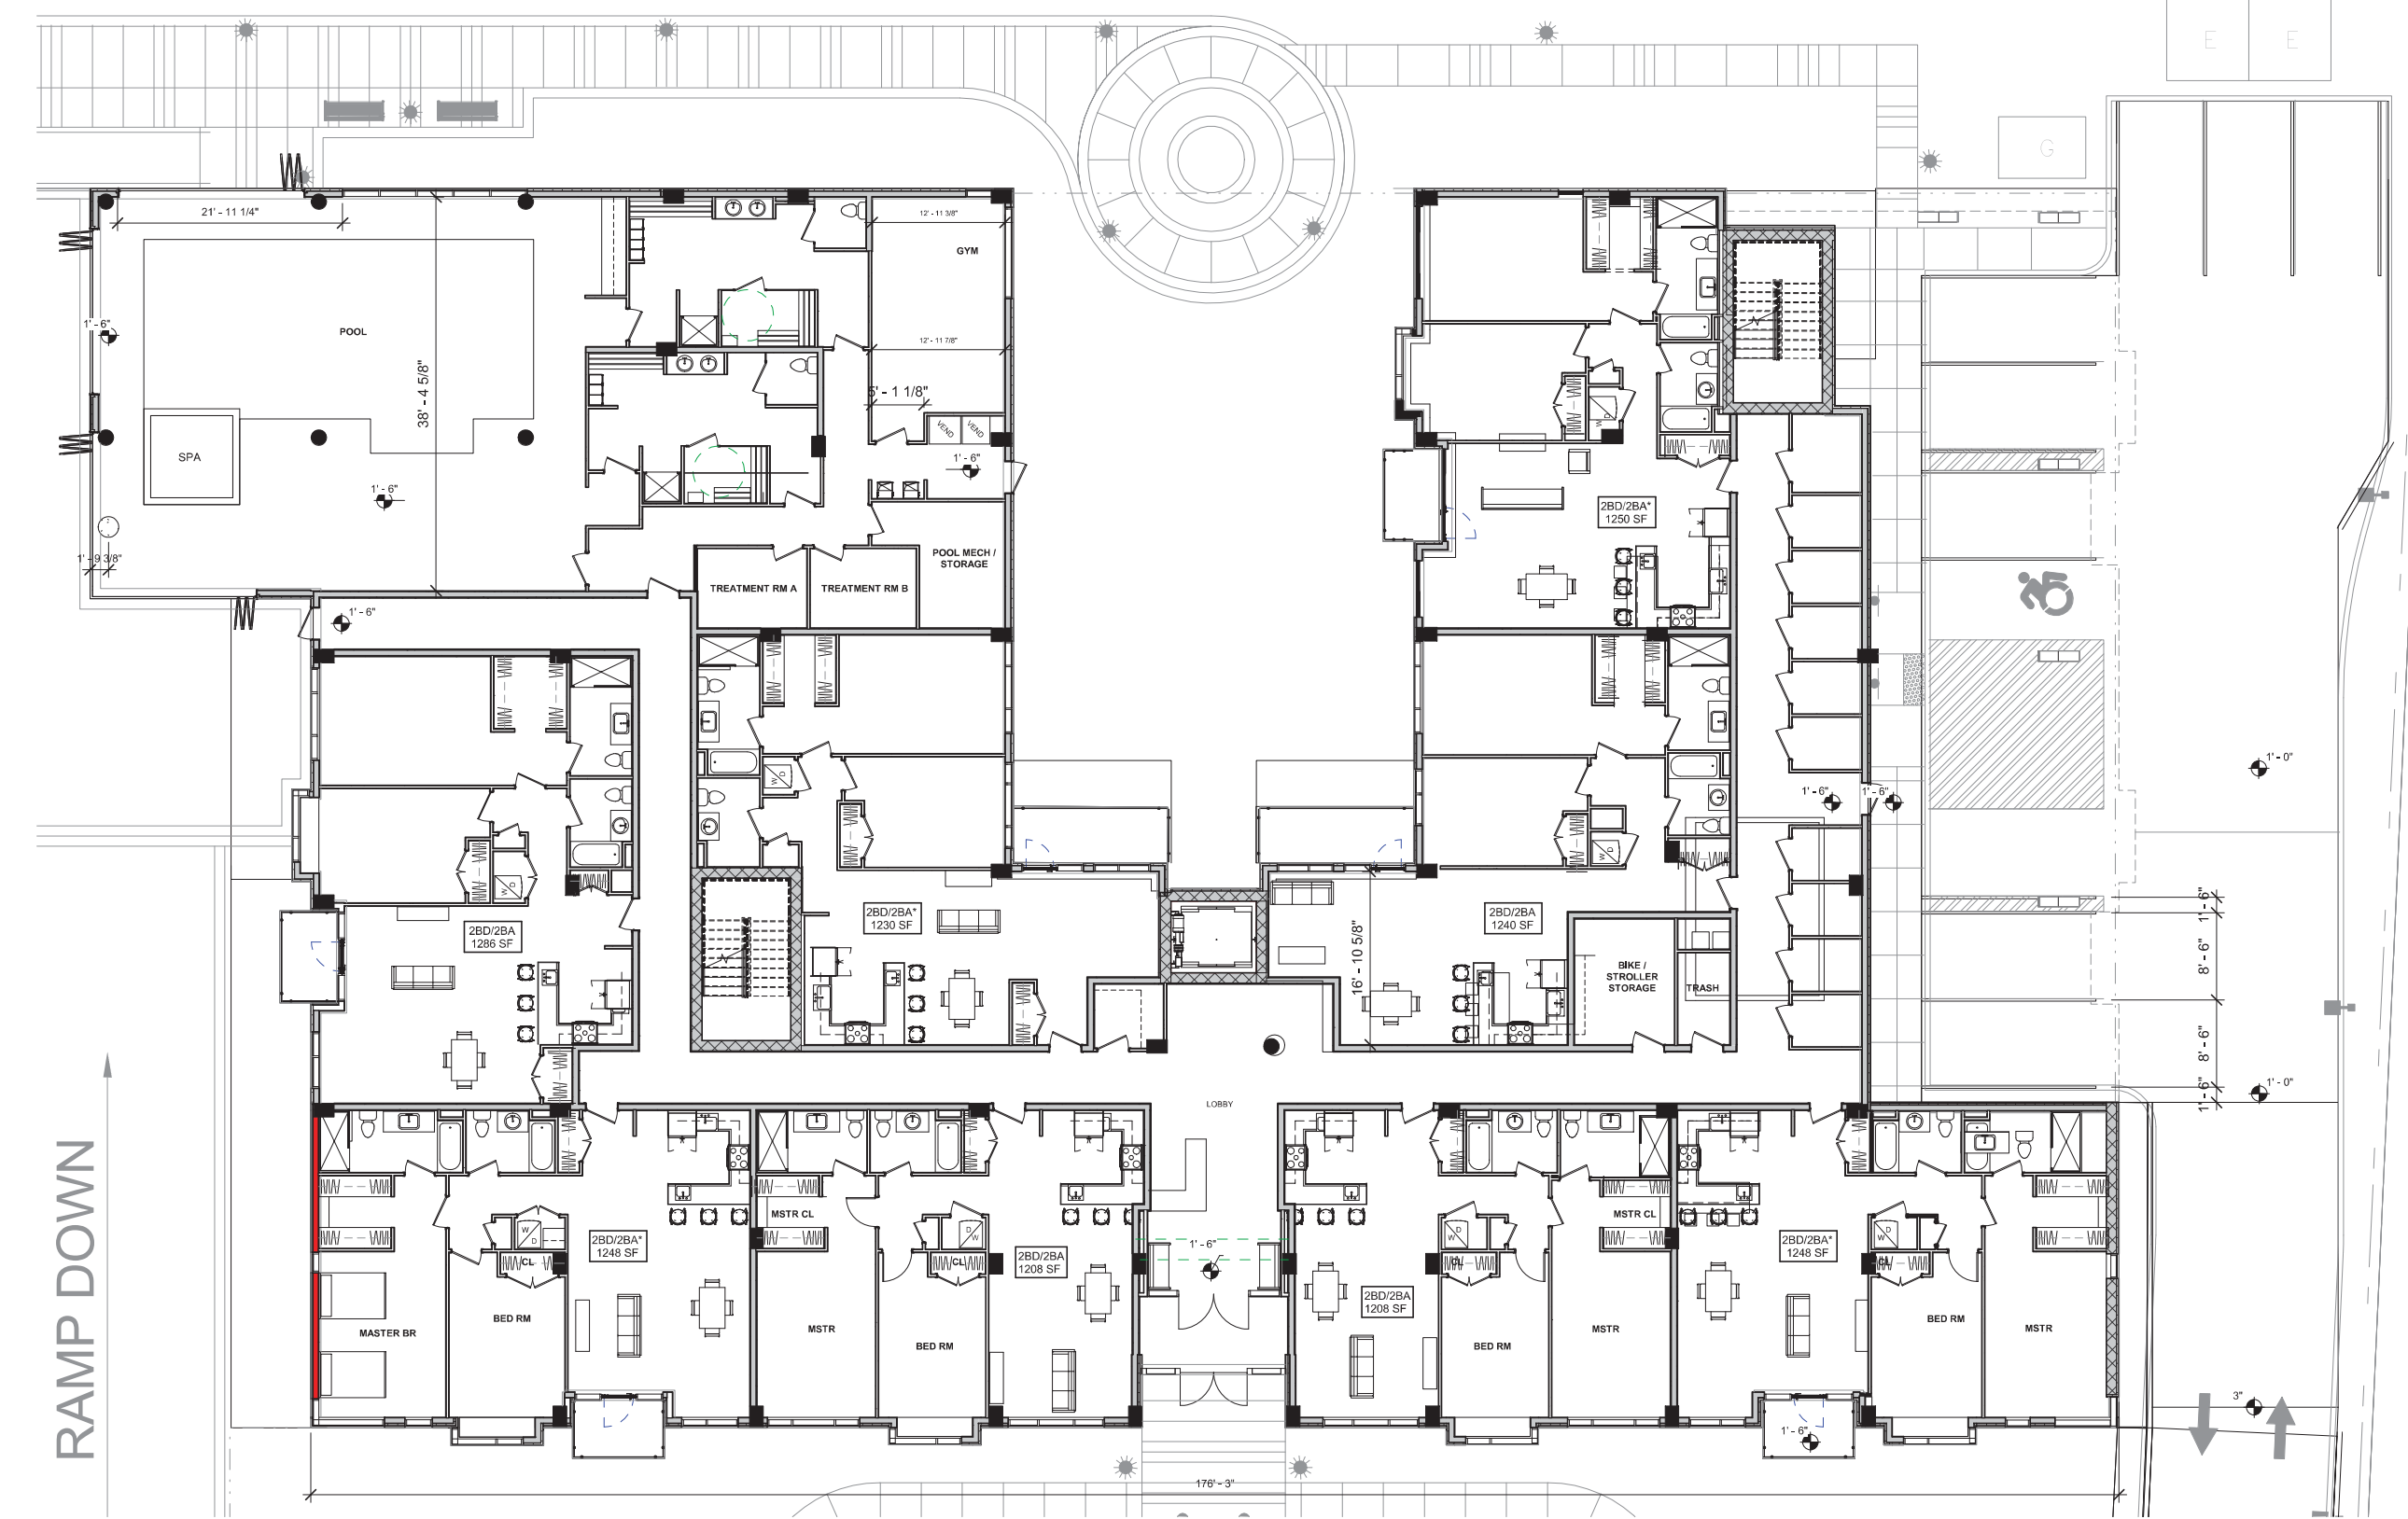 E E
G
21' - 11 1/4"
12' - 11 3/8"
GYM
1' - 6"
POOL
38' - 4 5/8"
12' - 11 7/8"
5' - 1 1/8"
VEND VEND
SPA
1' - 6"
1' - 6"
1' - 9 3/8"
POOL MECH /
STORAGE
TREATMENT RM A
TREATMENT RM B
1' - 6"
W D
2BD/2BA*
1250 SF
W D
W D
W D
1' - 0"
1' - 6"
1' - 6"
2BD/2BA
1286 SF
2BD/2BA*
1230 SF
2BD/2BA
1240 SF
16' - 10 5/8"
BIKE /
STROLLER
STORAGE
TRASH
1' - 6"
8' - 6"
8' - 6"
1' - 6"
1' - 0"
LOBBY
RAMP DOWN
MSTR CL
MSTR CL
W D
D W
D W
D W
2BD/2BA*
1248 SF
2BD/2BA
1208 SF
1' - 6"
2BD/2BA
1208 SF
2BD/2BA*
1248 SF
CL
CL
CL
CL
MASTER BR
BED RM
MSTR
BED RM
BED RM
MSTR
BED RM
MSTR
3"
1' - 6"
176' - 3"